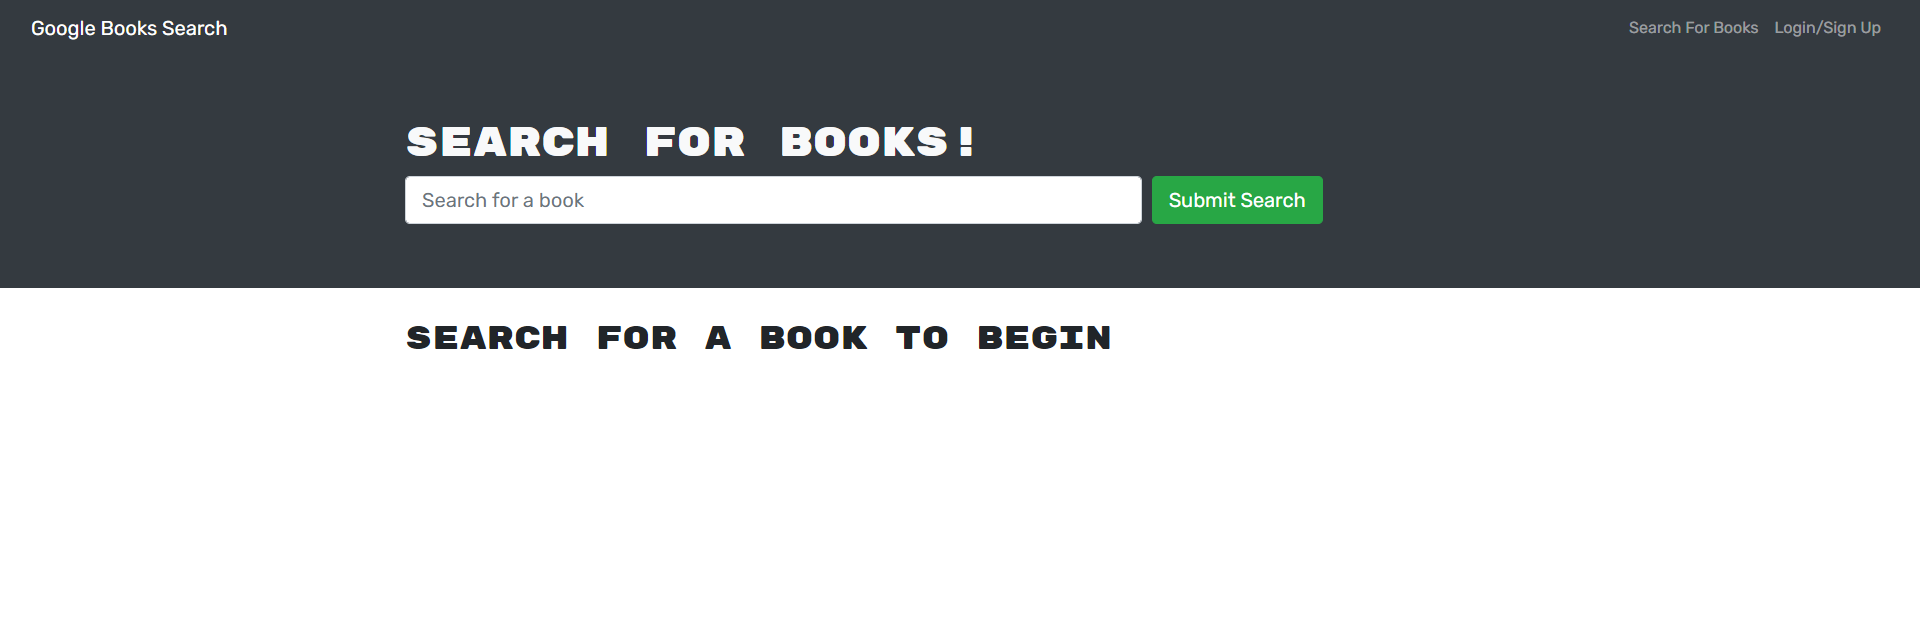 Google Books Search
Search For Books
Login/Sign Up
SEARCH FOR BOOKS!
Search for a book
Submit Search
SEARCH FOR A BOOK TO BEGIN